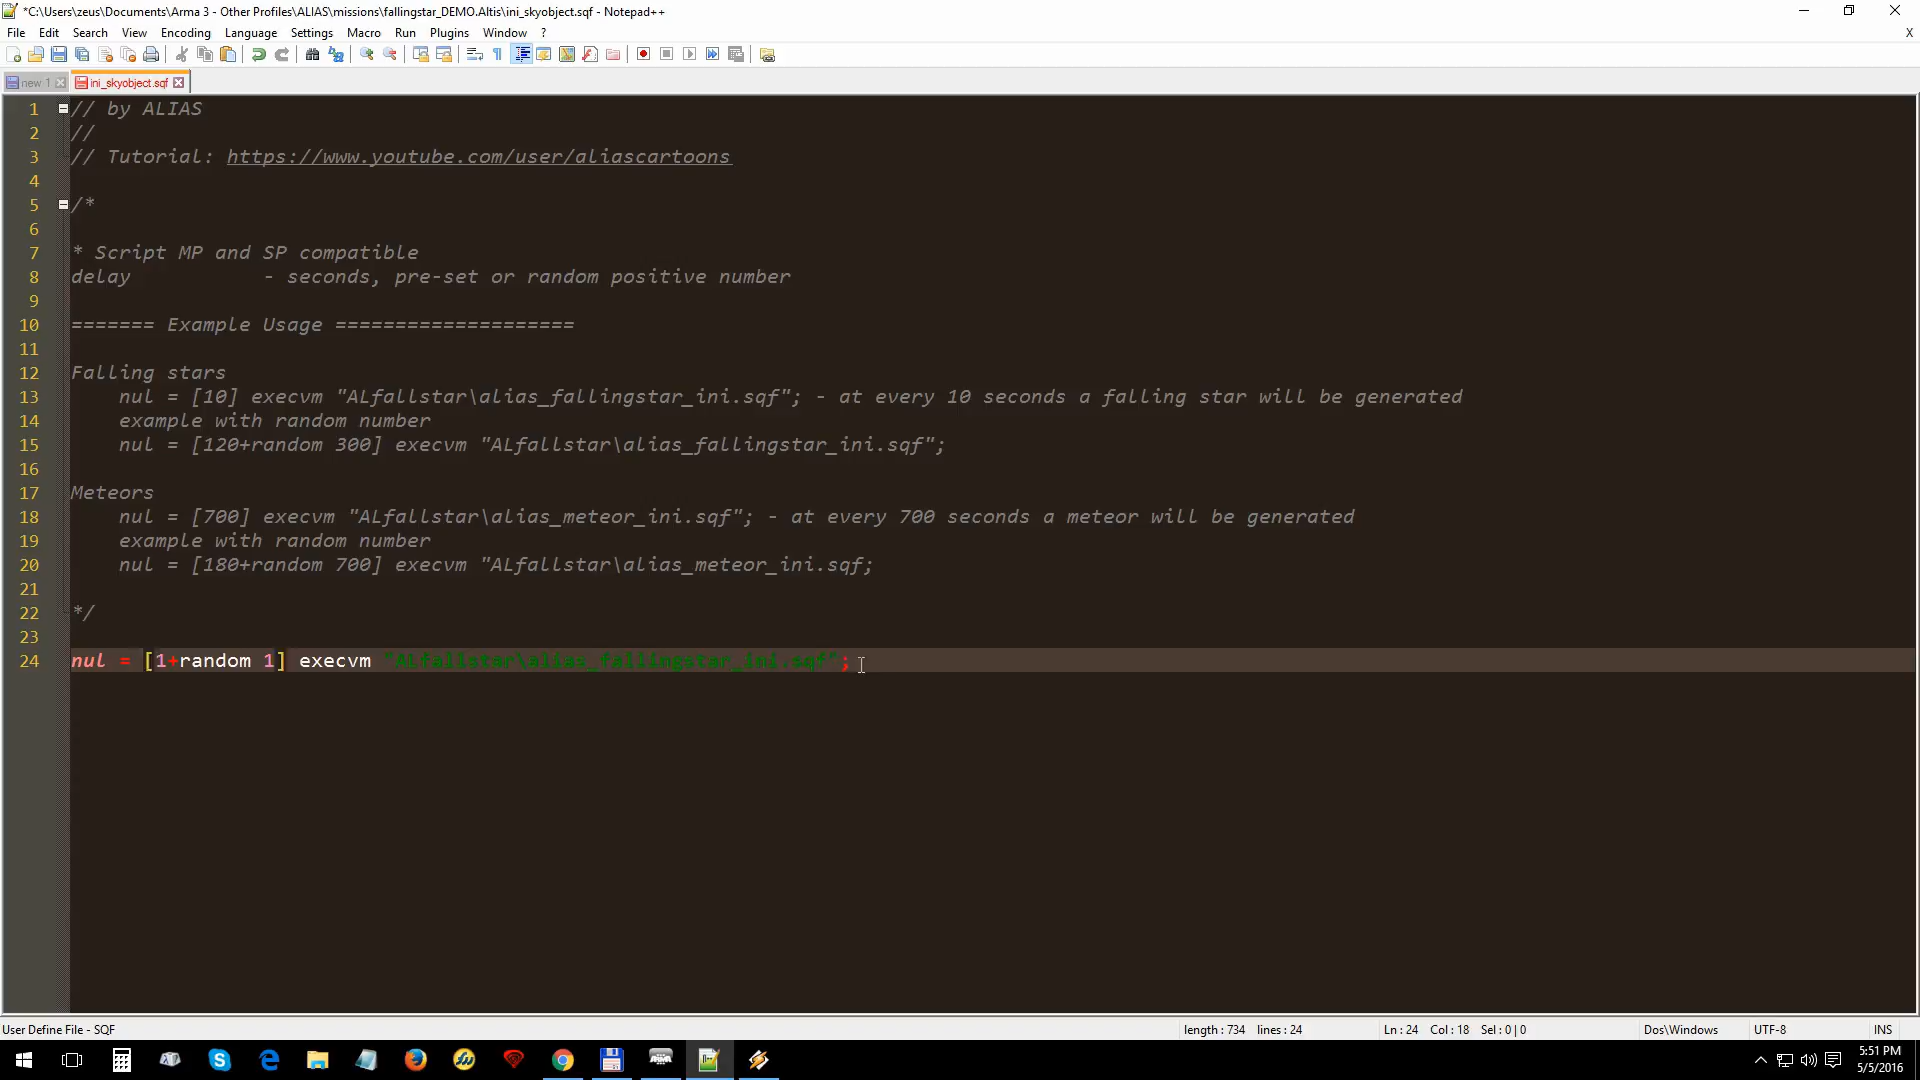 *C:\Users\zeus\Documents\Arma 3 - Other Profiles\ALIAS\missions\fallingstar_DEMO.Altis\ini_skyobject.sqf - Notepad++
File Edit Search View Encoding Language Settings Macro Run Plugins Window ? X
new 1 ini_skyobject.sqf
1 // by ALIAS
2 //
3 // Tutorial: https://www.youtube.com/user/aliascartoons
4
5 /*
6
7 * Script MP and SP compatible
8 delay - seconds, pre-set or random positive number
9
10 ======= Example Usage ====================
11
12 Falling stars
13 nul = [10] execvm "ALfallstar\alias_fallingstar_ini.sqf"; - at every 10 seconds a falling star will be generated
14 example with random number
15 nul = [120+random 300] execvm "ALfallstar\alias_fallingstar_ini.sqf";
16
17 Meteors
18 nul = [700] execvm "ALfallstar\alias_meteor_ini.sqf"; - at every 700 seconds a meteor will be generated
19 example with random number
20 nul = [180+random 700] execvm "ALfallstar\alias_meteor_ini.sqf;
21
22 */
23
24 nul = [1+random 1] execvm "ALfallstar\alias_fallingstar_ini.sqf";
User Define File - SQF length : 734 lines : 24 Ln : 24 Col : 18 Sel : 0 | 0 Dos\Windows UTF-8 INS
5:51 PM
5/5/2016